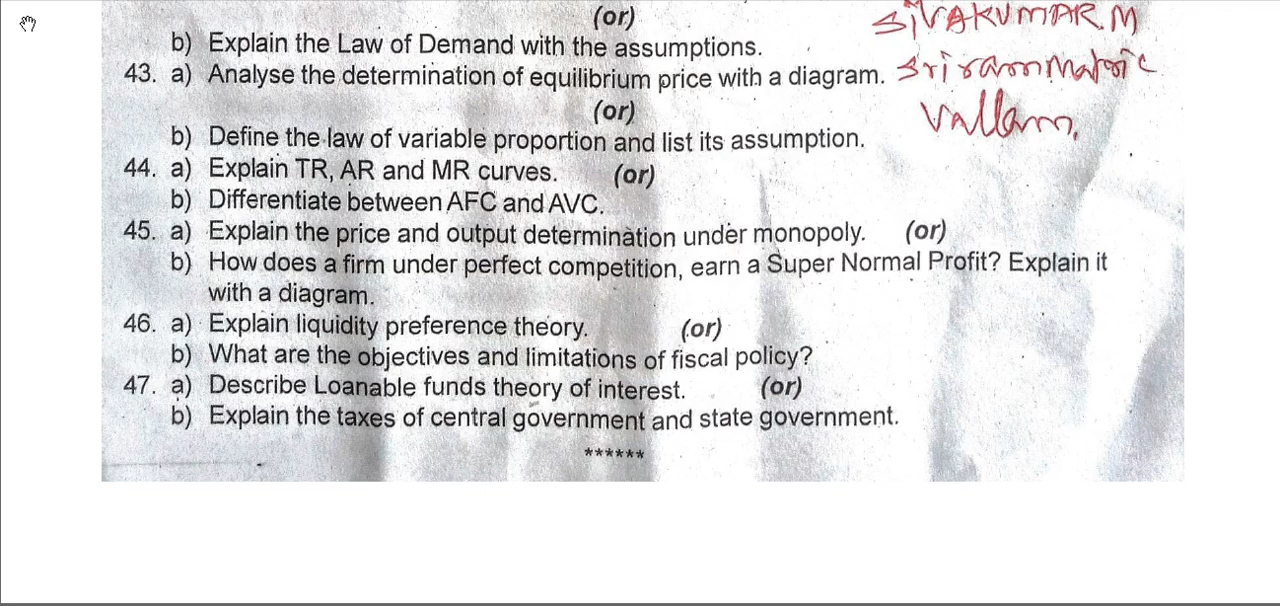 (or)
SIVAKUMAR M
b) Explain the Law of Demand with the assumptions.
43. a) Analyse the determination of equilibrium price with a diagram.
Sri ram Matric
(or)
Vallam,
b) Define the law of variable proportion and list its assumption.
44. a) Explain TR, AR and MR curves. (or)
b) Differentiate between AFC and AVC.
45. a) Explain the price and output determination under monopoly. (or)
b) How does a firm under perfect competition, earn a Super Normal Profit? Explain it
with a diagram.
46. a) Explain liquidity preference theory. (or)
b) What are the objectives and limitations of fiscal policy?
47. a) Describe Loanable funds theory of interest. (or)
b) Explain the taxes of central government and state government.
******